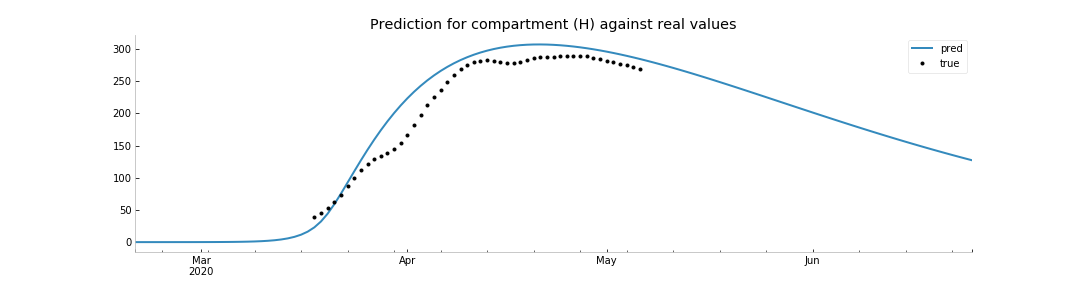 Prediction for compartment (H) against real values
300
250
200
150
100
50
0
pred
true
Mar
2020
Apr
May
Jun